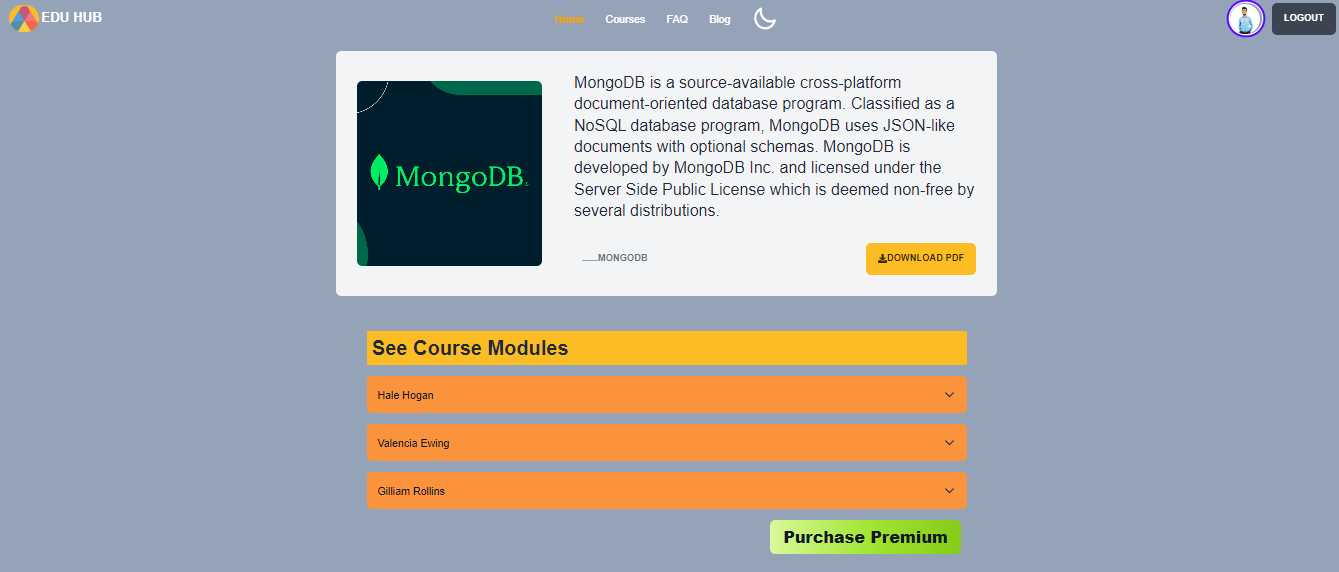 EDU HUB
Home
Courses
FAQ
Blog
LOGOUT
MongoDB is a source-available cross-platform
document-oriented database program. Classified as a
NoSQL database program, MongoDB uses JSON-like
documents with optional schemas. MongoDB is
developed by MongoDB Inc. and licensed under the
Server Side Public License which is deemed non-free by
several distributions.
MongoDB®
___MONGODB
DOWNLOAD PDF
See Course Modules
Hale Hogan
Valencia Ewing
Gilliam Rollins
Purchase Premium